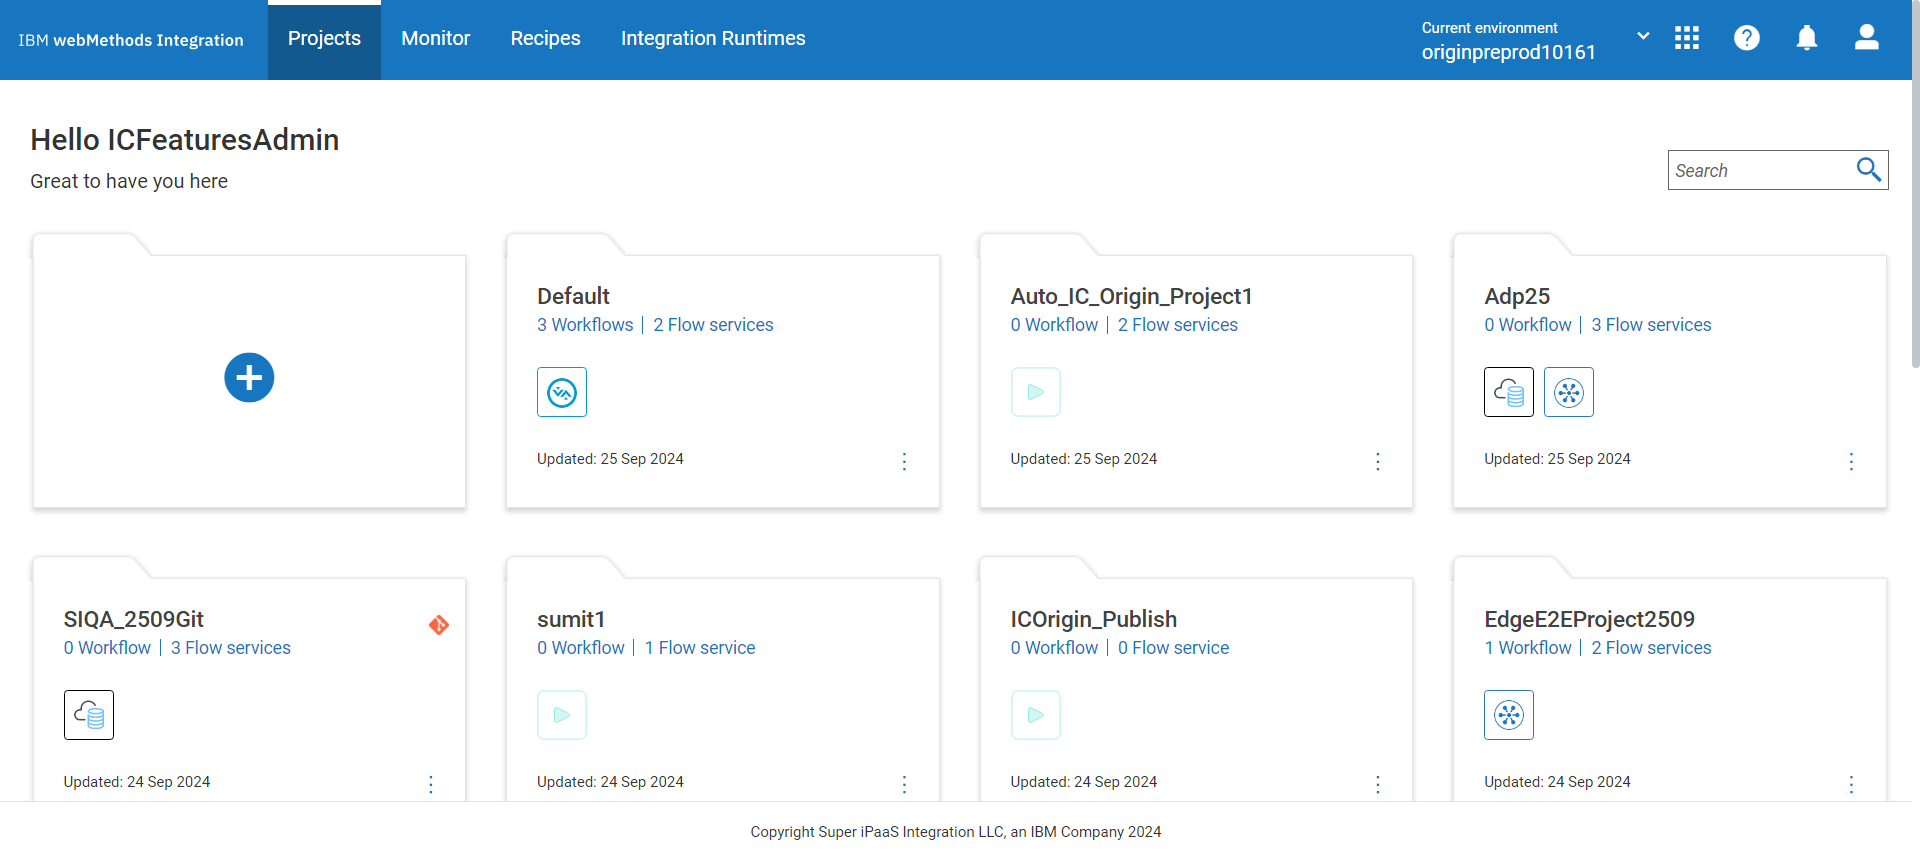 IBM webMethods Integration
Projects
Monitor
Recipes
Integration Runtimes
Current environment
originpreprod10161
Hello ICFeaturesAdmin
Great to have you here
Search
Default
3 Workflows | 2 Flow services
Updated: 25 Sep 2024
Auto_IC_Origin_Project1
0 Workflow | 2 Flow services
Updated: 25 Sep 2024
Adp25
0 Workflow | 3 Flow services
Updated: 25 Sep 2024
SIQA_2509Git
0 Workflow | 3 Flow services
Updated: 24 Sep 2024
sumit1
0 Workflow | 1 Flow service
Updated: 24 Sep 2024
ICOrigin_Publish
0 Workflow | 0 Flow service
Updated: 24 Sep 2024
EdgeE2EProject2509
1 Workflow | 2 Flow services
Updated: 24 Sep 2024
Copyright Super iPaaS Integration LLC, an IBM Company 2024